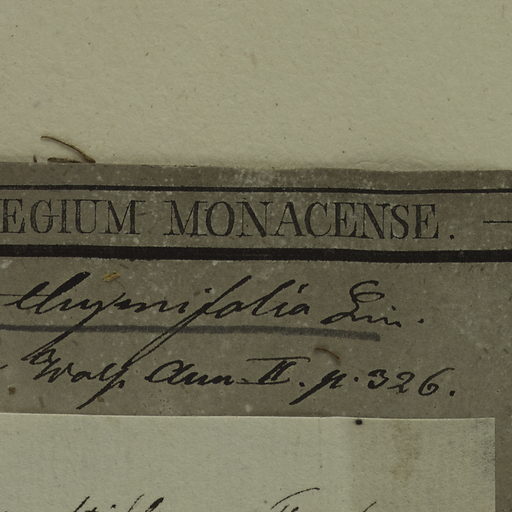 EGIUM MONACENSE.
thymifolia Lin.
Walp Ann. II. p. 326.